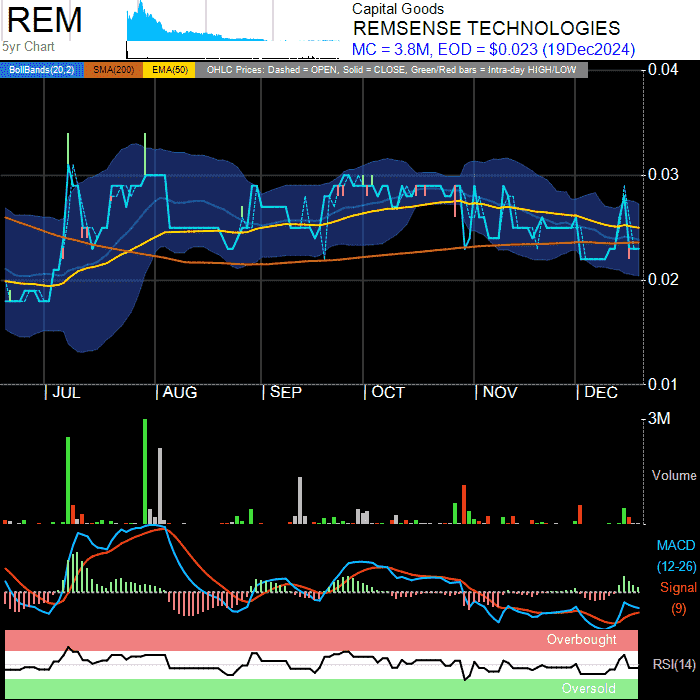 REM
Capital Goods
REMSENSE TECHNOLOGIES
5yr Chart
MC = 3.8M, EOD = $0.023 (19Dec2024)
BollBands(20,2) SMA(200) EMA(50) OHLC Prices: Dashed = OPEN, Solid = CLOSE, Green/Red bars = Intra-day HIGH/LOW
0.04
0.03
0.02
0.01
JUL AUG SEP OCT NOV DEC
3M
Volume
MACD
(12-26)
Signal
(9)
Overbought
RSI(14)
Oversold